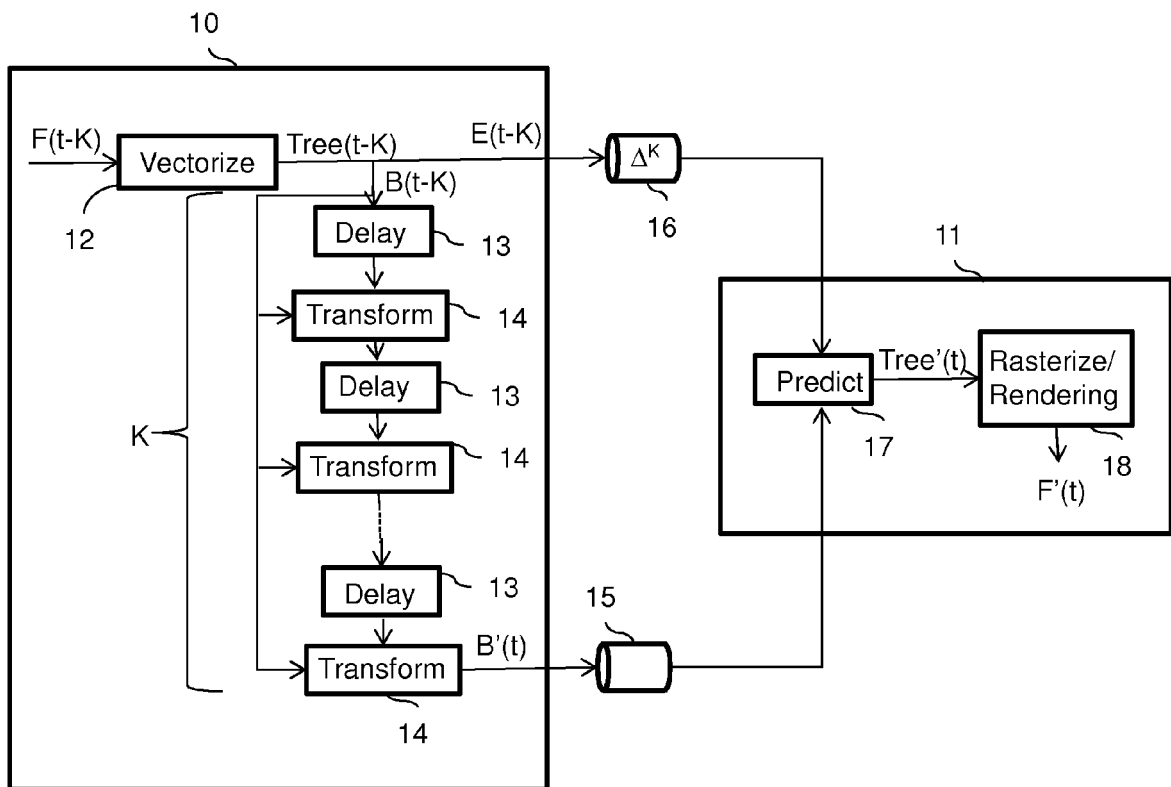 10
F(t-K)
Vectorize
Tree(t-K)
E(t-K)
Δᴷ
B(t-K)
12
16
Delay
13
11
Transform
14
Delay
13
Predict
Tree'(t)
Rasterize/
Rendering
17
18
K
Transform
14
F'(t)
Delay
13
15
Transform
B'(t)
14